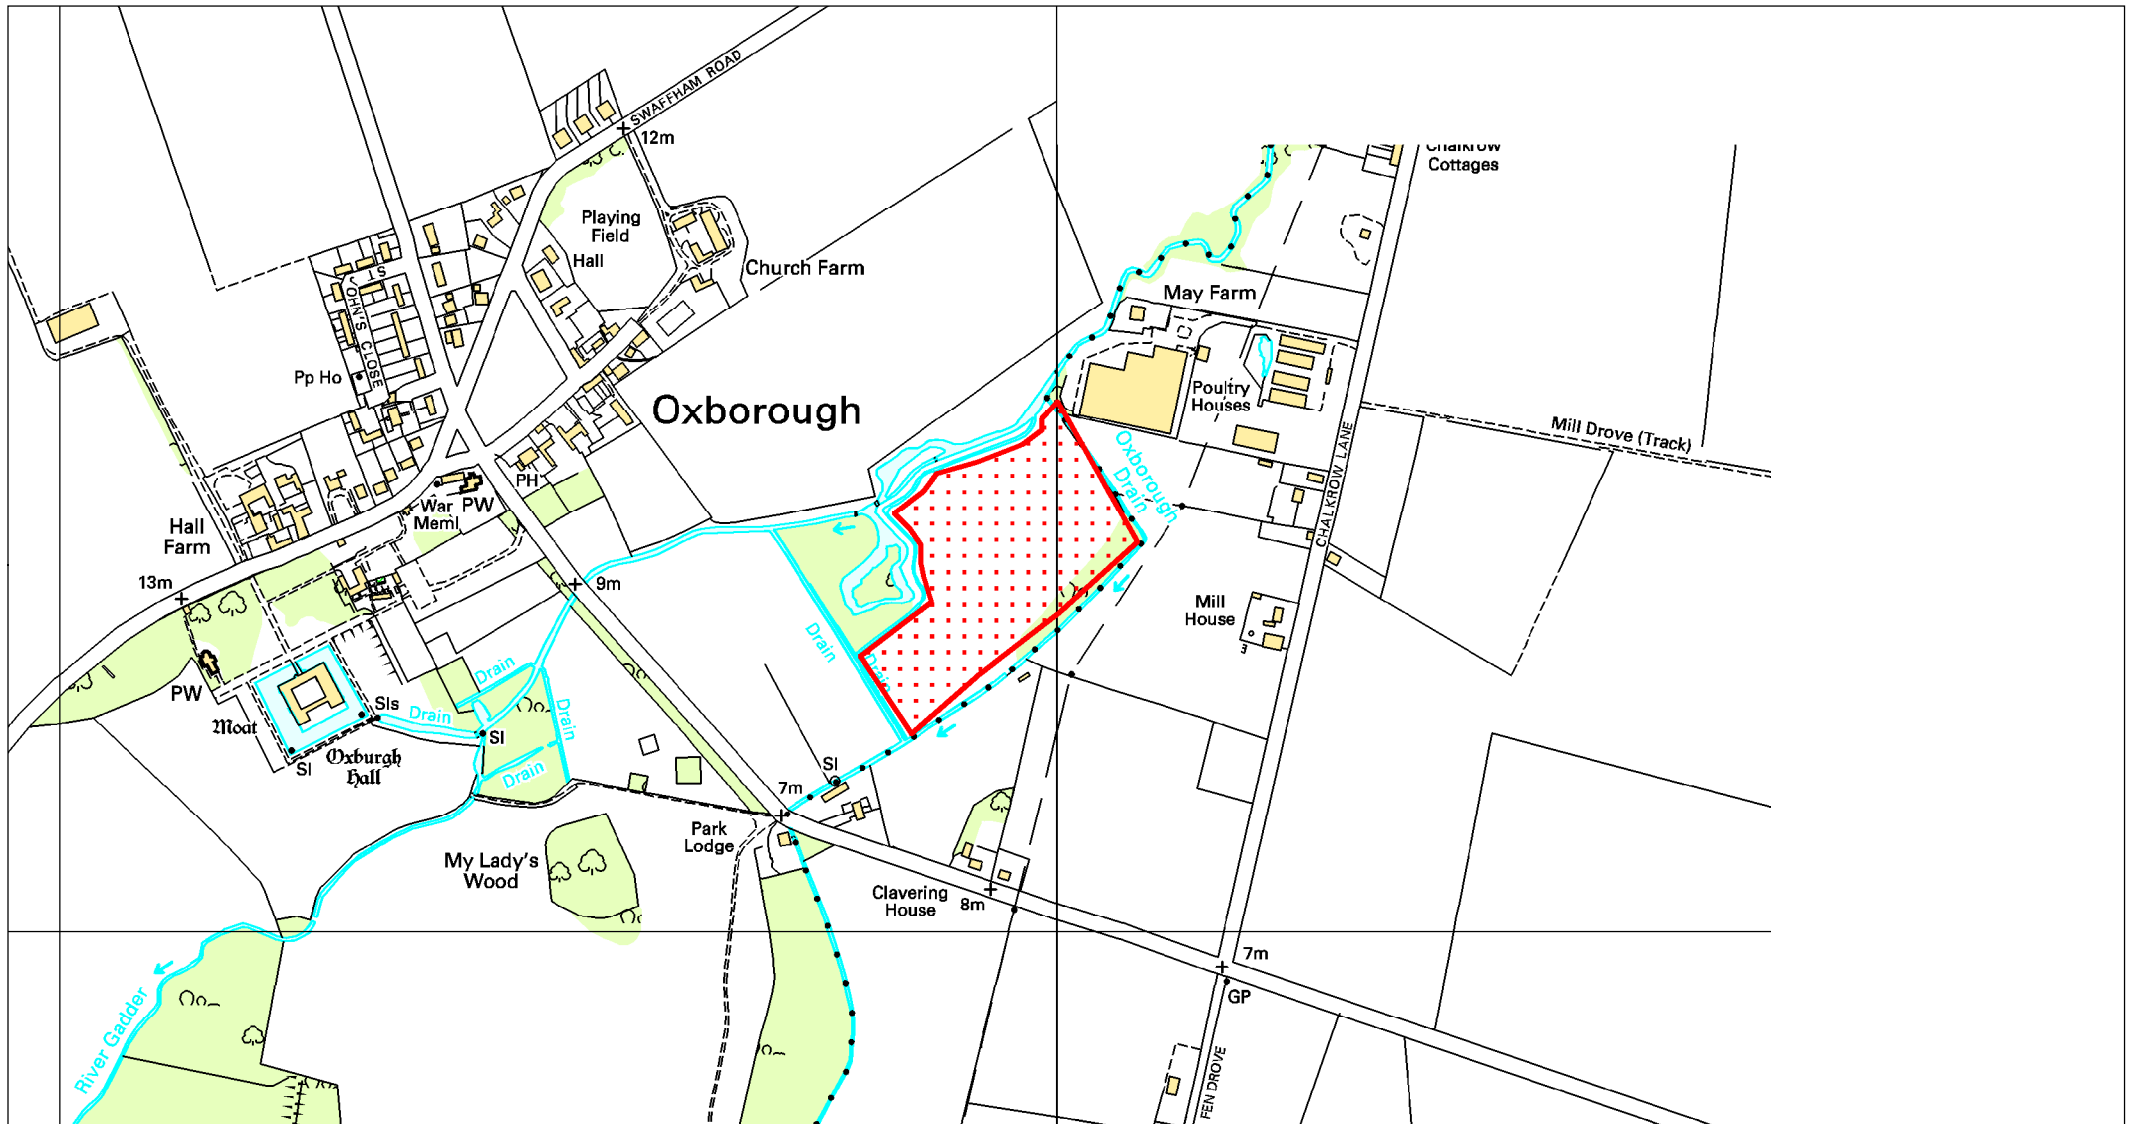 SWAFFHAM ROAD
12m
Chalkrow
Cottages
Playing
Field
Hall
Church Farm
ST
JOHN'S CLOSE
May Farm
Pp Ho
Oxborough
Poultry
Houses
Mill Drove (Track)
CHALKROW LANE
Oxborough
Drain
PH
War
Meml
PW
Hall
Farm
13m
9m
Drain
Drain
Mill
House
PW
Moat
Sls
Drain
Drain
Drain
Sl
Sl
Oxburgh
Hall
Drain
Sl
7m
Park
Lodge
My Lady's
Wood
Clavering
House
8m
7m
GP
River Gadder
FEN DROVE